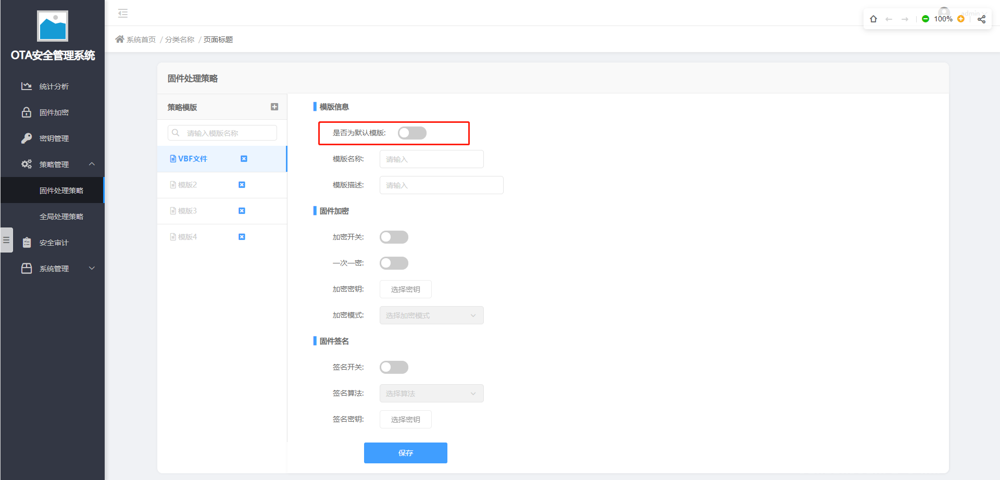 admin
100%
OTA安全管理系统
系统首页 / 分类名称 / 页面标题
统计分析
固件加密
密钥管理
策略管理
固件处理策略
全局处理策略
安全审计
系统管理
固件处理策略
策略模版
请输入模版名称
VBF文件
模版2
模版3
模版4
模版信息
是否为默认模版:
模版名称: 请输入
模版描述: 请输入
固件加密
加密开关:
一次一密:
加密密钥: 选择密钥
加密模式: 选择加密模式
固件签名
签名开关:
签名算法: 选择算法
签名密钥: 选择密钥
保存